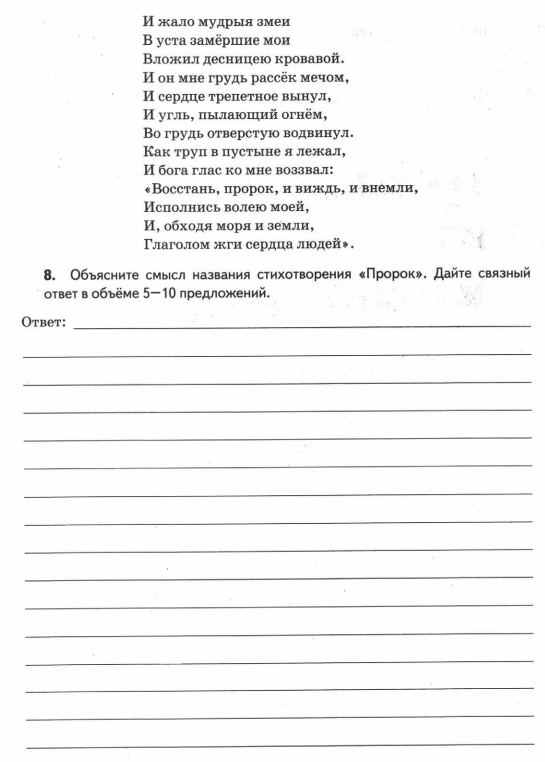 И жало мудрыя змеи
В уста замёршие мои
Вложил десницею кровавой.
И он мне грудь рассёк мечом,
И сердце трепетное вынул,
И угль, пылающий огнём,
Во грудь отверстую водвинул.
Как труп в пустыне я лежал,
И бога глас ко мне воззвал:
«Восстань, пророк, и виждь, и внемли,
Исполнись волею моей,
И, обходя моря и земли,
Глаголом жги сердца людей».
8. Объясните смысл названия стихотворения «Пророк». Дайте связный
ответ в объёме 5—10 предложений.
Ответ: